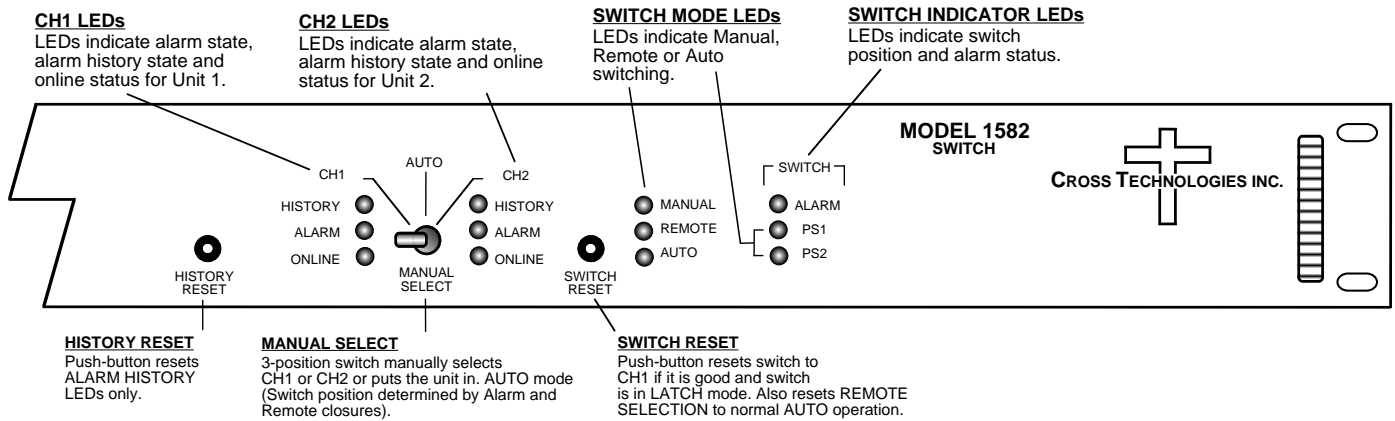 CH1 LEDs
LEDs indicate alarm state,
alarm history state and
online status for Unit 1.
CH2 LEDs
LEDs indicate alarm state,
alarm history state and online
status for Unit 2.
SWITCH MODE LEDs
LEDs indicate Manual,
Remote or Auto
switching.
SWITCH INDICATOR LEDs
LEDs indicate switch
position and alarm status.
MODEL 1582
SWITCH
CROSS TECHNOLOGIES INC.
CH1
AUTO
CH2
HISTORY
ALARM
ONLINE
HISTORY
ALARM
ONLINE
MANUAL
SELECT
HISTORY
RESET
SWITCH
RESET
MANUAL
REMOTE
AUTO
SWITCH
ALARM
PS1
PS2
HISTORY RESET
Push-button resets
ALARM HISTORY
LEDs only.
MANUAL SELECT
3-position switch manually selects
CH1 or CH2 or puts the unit in. AUTO mode
(Switch position determined by Alarm and
Remote closures).
SWITCH RESET
Push-button resets switch to
CH1 if it is good and switch
is in LATCH mode. Also resets REMOTE
SELECTION to normal AUTO operation.